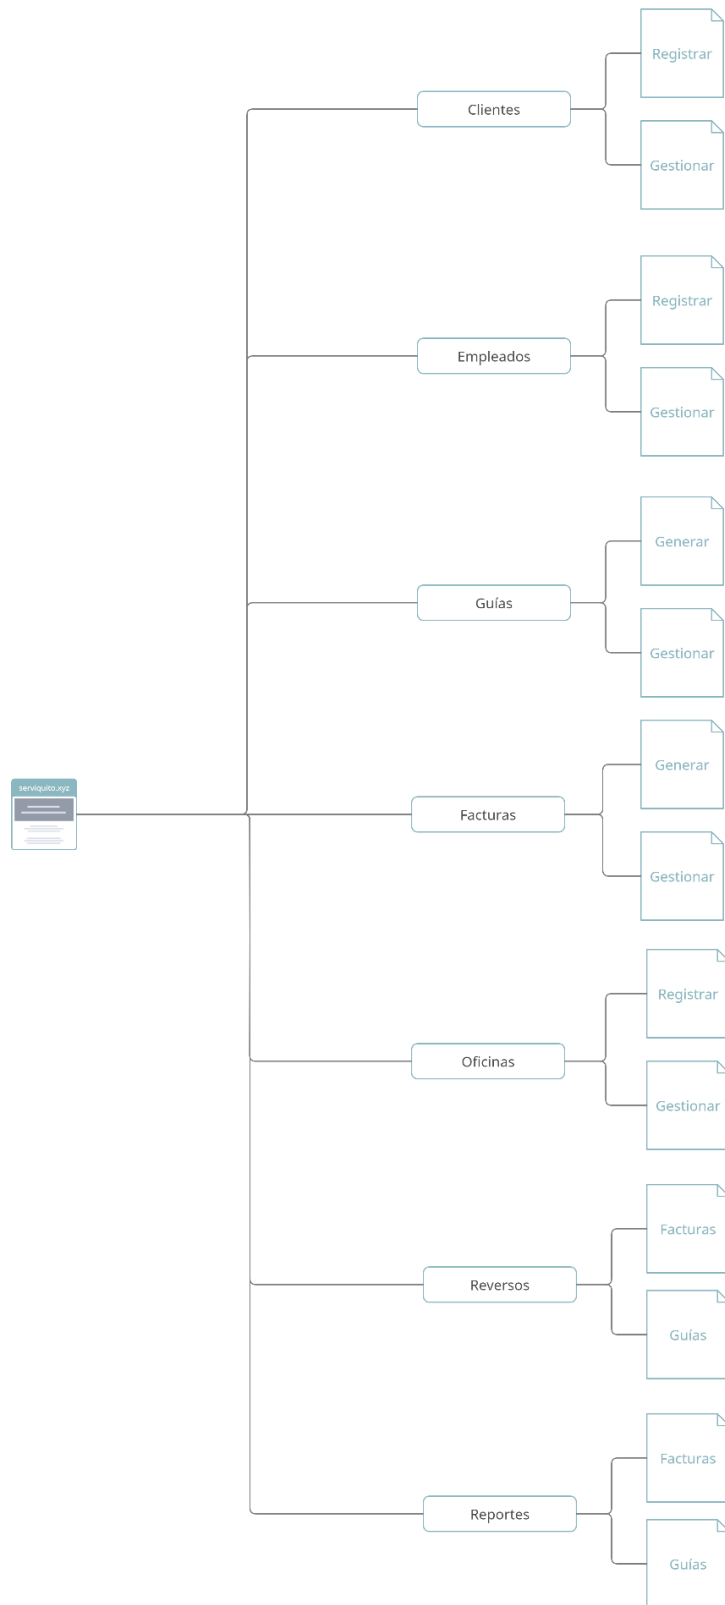 Registrar
Clientes
Gestionar
Registrar
Empleados
Gestionar
Generar
Guías
Gestionar
Generar
serviquito.xyz
Facturas
Gestionar
Registrar
Oficinas
Gestionar
Facturas
Reversos
Guías
Facturas
Reportes
Guías